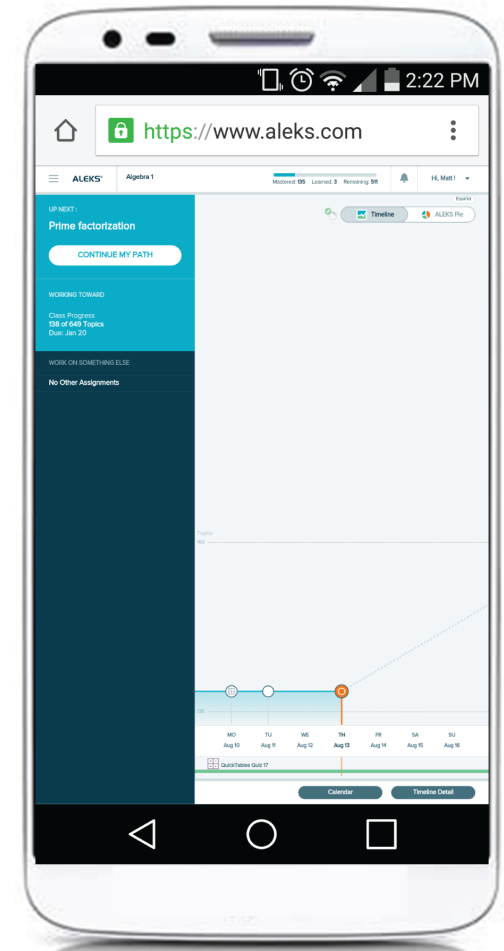 2:22 PM
https://www.aleks.com
ALEKS®
Algebra 1
Mastered: 135 Learned: 3 Remaining: 511
Hi, Matt !
Español
UP NEXT :
Prime factorization
Timeline
ALEKS Pie
CONTINUE MY PATH
WORKING TOWARD
Class Progress
138 of 649 Topics
Due: Jan 20
WORK ON SOMETHING ELSE
No Other Assignments
Topics
MO TU WE TH FR SA SU
Aug 10 Aug 11 Aug 12 Aug 13 Aug 14 Aug 15 Aug 16
QuickTables Quiz 17
Calendar
Timeline Detail